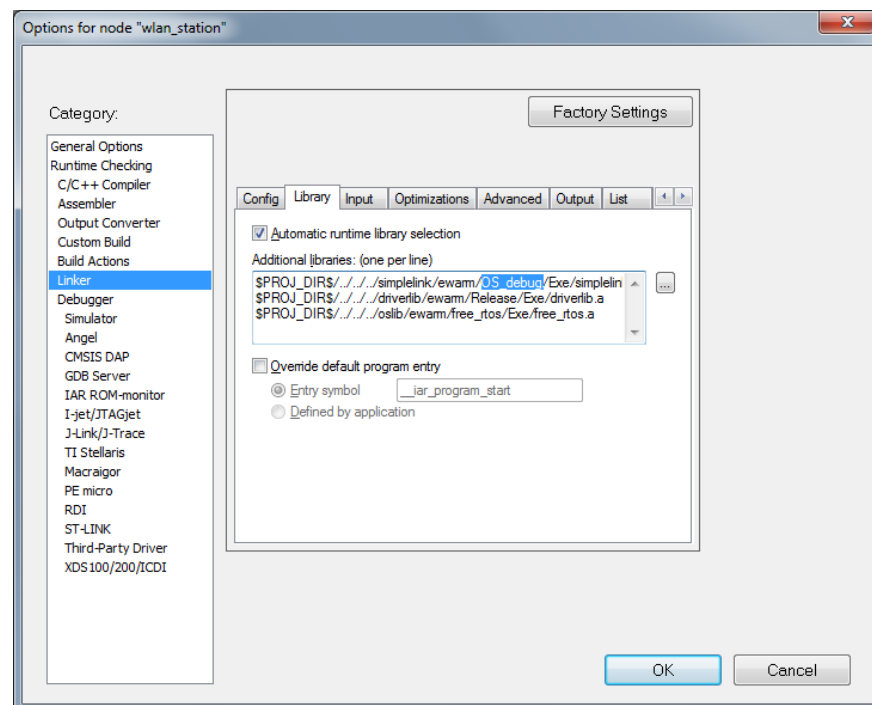 Options for node "wlan_station"
Category:
Factory Settings
General Options
Runtime Checking
C/C++ Compiler
Assembler
Output Converter
Custom Build
Build Actions
Linker
Debugger
Simulator
Angel
CMSIS DAP
GDB Server
IAR ROM-monitor
I-jet/JTAGjet
J-Link/J-Trace
TI Stellaris
Macraigor
PE micro
RDI
ST-LINK
Third-Party Driver
XDS100/200/ICDI
Config Library Input Optimizations Advanced Output List
Automatic runtime library selection
Additional libraries: (one per line)
$PROJ_DIR$/../../../simplelink/ewarm/OS_debug/Exe/simplelin
$PROJ_DIR$/../../../driverlib/ewarm/Release/Exe/driverlib.a
$PROJ_DIR$/../../../oslib/ewarm/free_rtos/Exe/free_rtos.a
...
Override default program entry
Entry symbol __iar_program_start
Defined by application
OK Cancel